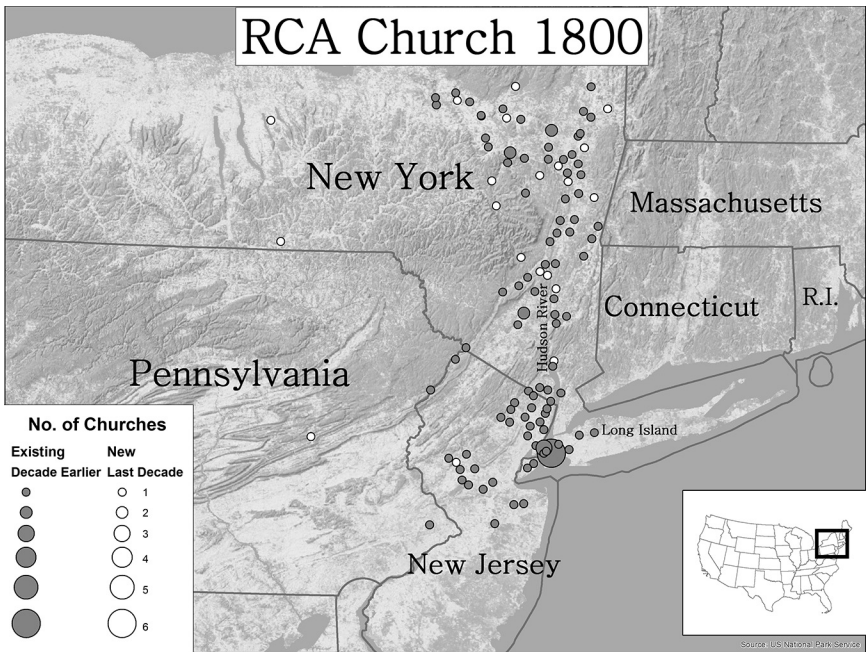 RCA Church 1800
New York
Massachusetts
Connecticut
R.I.
Hudson River
Pennsylvania
Long Island
New Jersey
No. of Churches
Existing
Decade Earlier
New
Last Decade
1
2
3
4
5
6
Source: US National Park Service